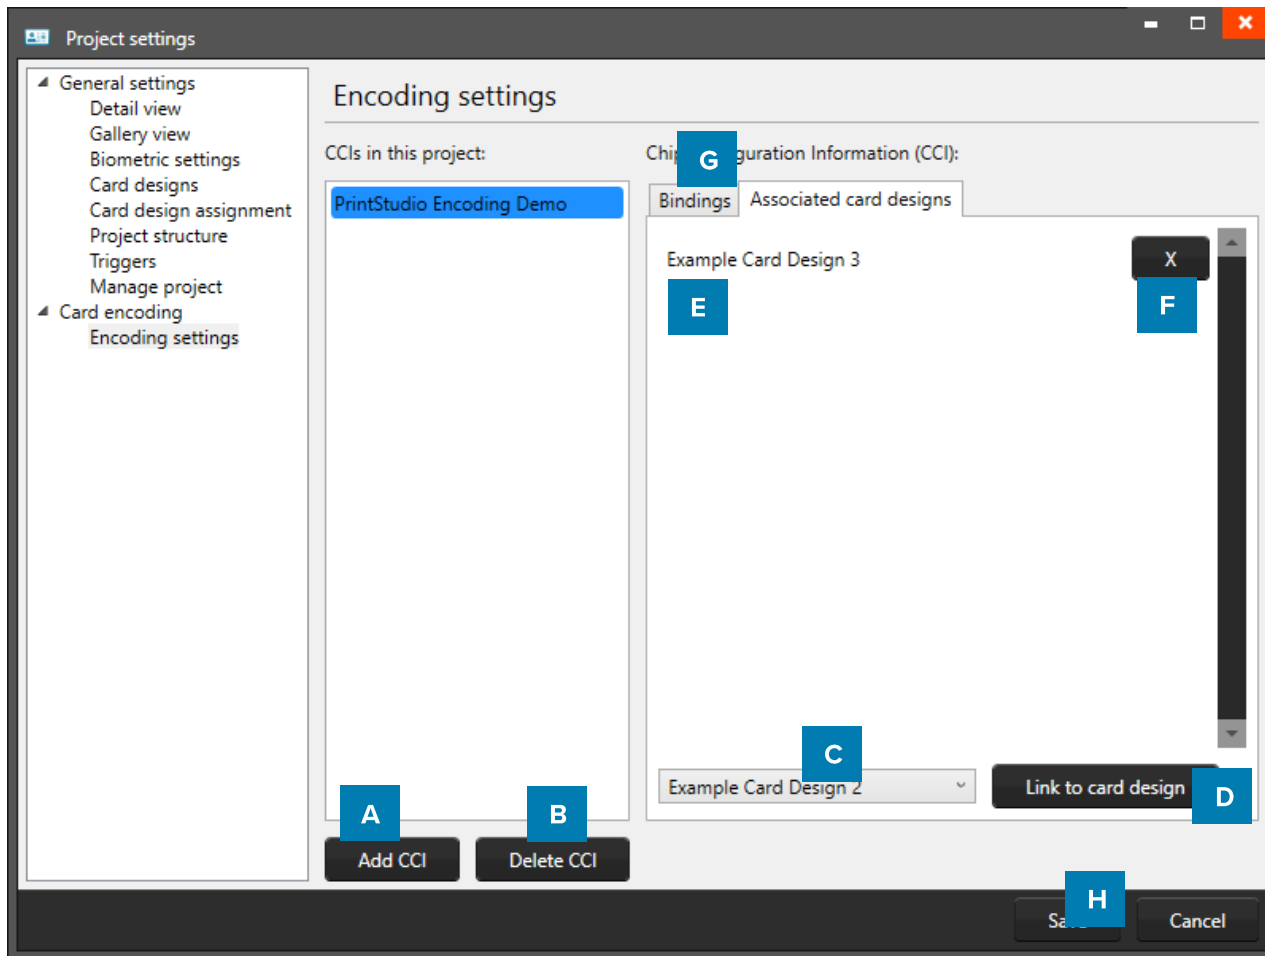 Project settings
General settings
Detail view
Gallery view
Biometric settings
Card designs
Card design assignment
Project structure
Triggers
Manage project
Card encoding
Encoding settings
Encoding settings
CCIs in this project:
PrintStudio Encoding Demo
A
Add CCI
B
Delete CCI
Information (CCI):
G
Bindings
Associated card designs
Example Card Design 3
X
E
F
C
Example Card Design 2
Link to card design
D
H
Cancel